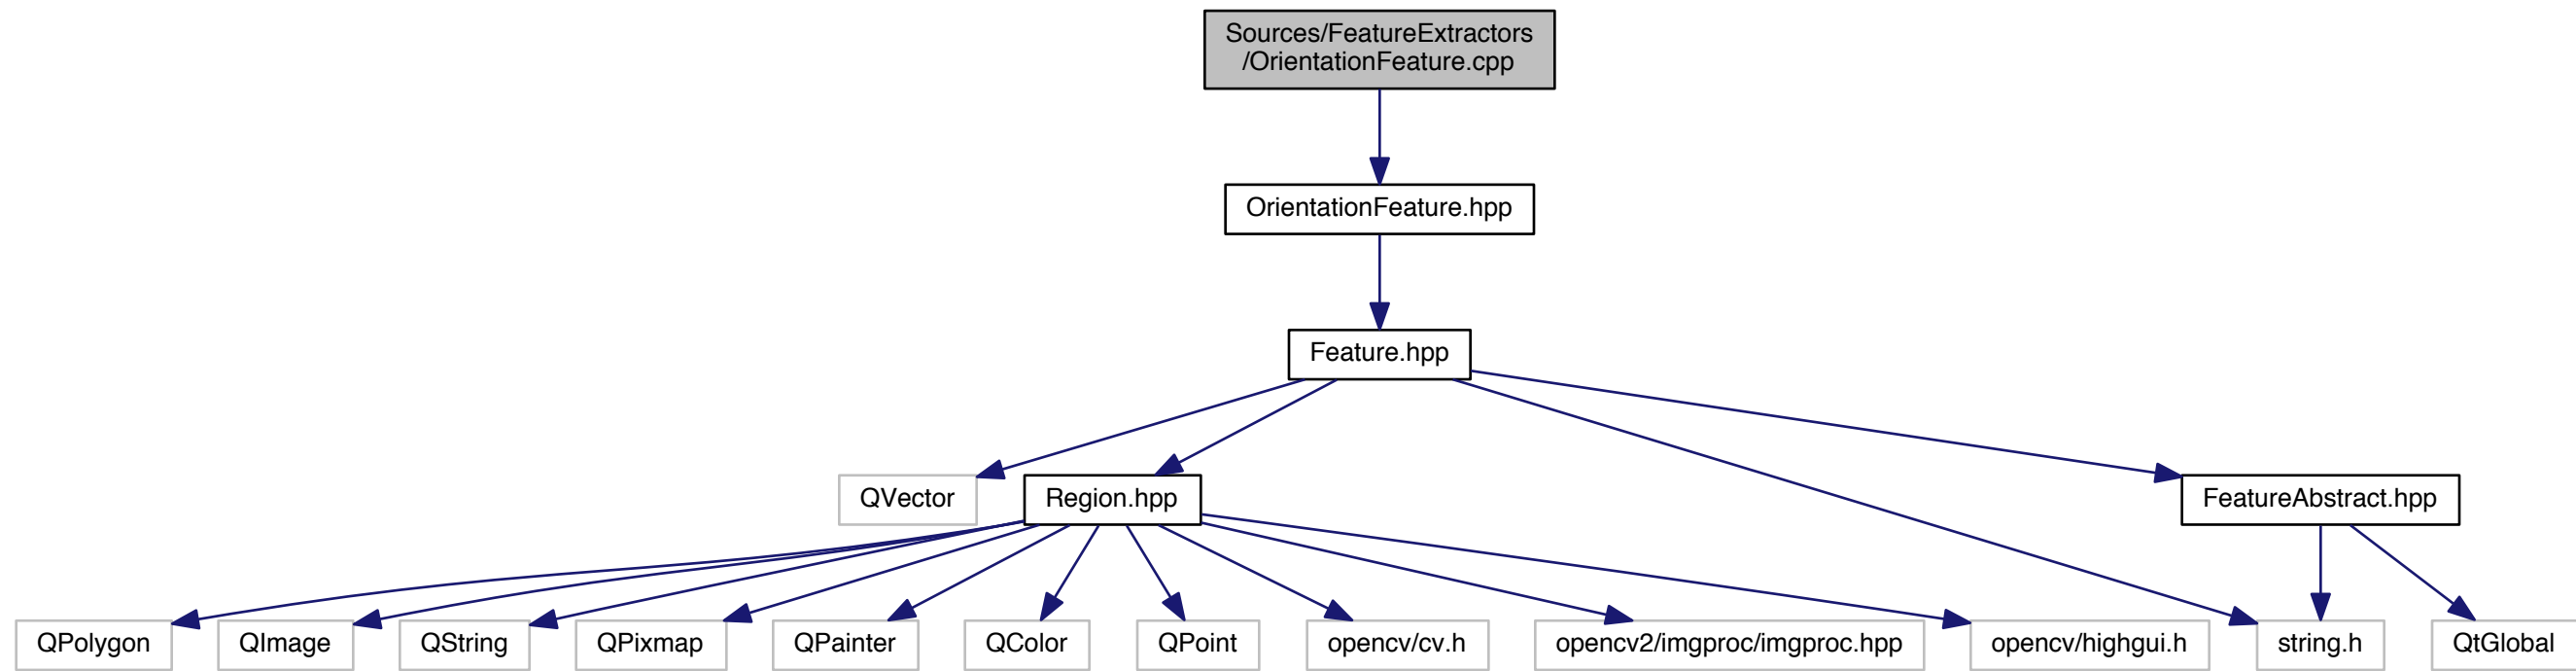 Sources/FeatureExtractors
/OrientationFeature.cpp
OrientationFeature.hpp
Feature.hpp
QVector
Region.hpp
FeatureAbstract.hpp
QPolygon
QImage
QString
QPixmap
QPainter
QColor
QPoint
opencv/cv.h
opencv2/imgproc/imgproc.hpp
opencv/highgui.h
string.h
QtGlobal